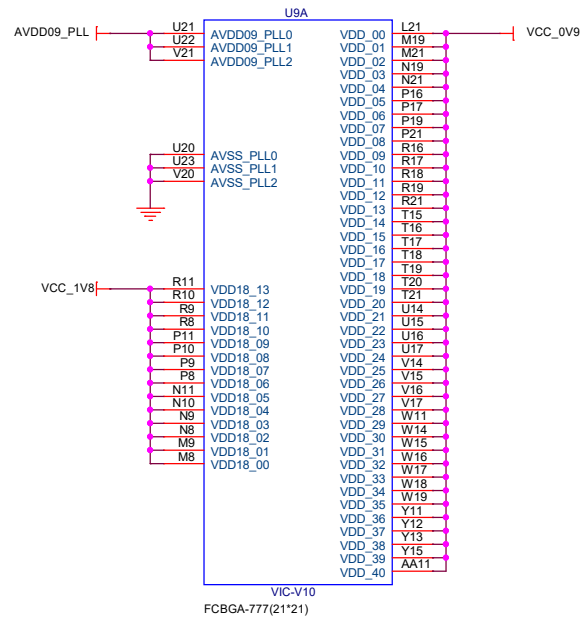 U9A
AVDD09_PLL U21 AVDD09_PLL0 VDD_00 L21 VCC_0V9
U22 AVDD09_PLL1 VDD_01 M19
V21 AVDD09_PLL2 VDD_02 M21
VDD_03 N19
VDD_04 N21
VDD_05 P16
VDD_06 P17
VDD_07 P19
VDD_08 P21
U20 AVSS_PLL0 VDD_09 R16
U23 AVSS_PLL1 VDD_10 R17
V20 AVSS_PLL2 VDD_11 R18
VDD_12 R19
VDD_13 R21
VDD_14 T15
VDD_15 T16
VDD_16 T17
VDD_17 T18
VDD_18 T19
VCC_1V8 R11 VDD18_13 VDD_19 T20
R10 VDD18_12 VDD_20 T21
R9 VDD18_11 VDD_21 U14
R8 VDD18_10 VDD_22 U15
P11 VDD18_09 VDD_23 U16
P10 VDD18_08 VDD_24 U17
P9 VDD18_07 VDD_25 V14
P8 VDD18_06 VDD_26 V15
N11 VDD18_05 VDD_27 V16
N10 VDD18_04 VDD_28 V17
N9 VDD18_03 VDD_29 W11
N8 VDD18_02 VDD_30 W14
M9 VDD18_01 VDD_31 W15
M8 VDD18_00 VDD_32 W16
VDD_33 W17
VDD_34 W18
VDD_35 W19
VDD_36 Y11
VDD_37 Y12
VDD_38 Y13
VDD_39 Y15
VDD_40 AA11
VIC-V10
FCBGA-777(21*21)